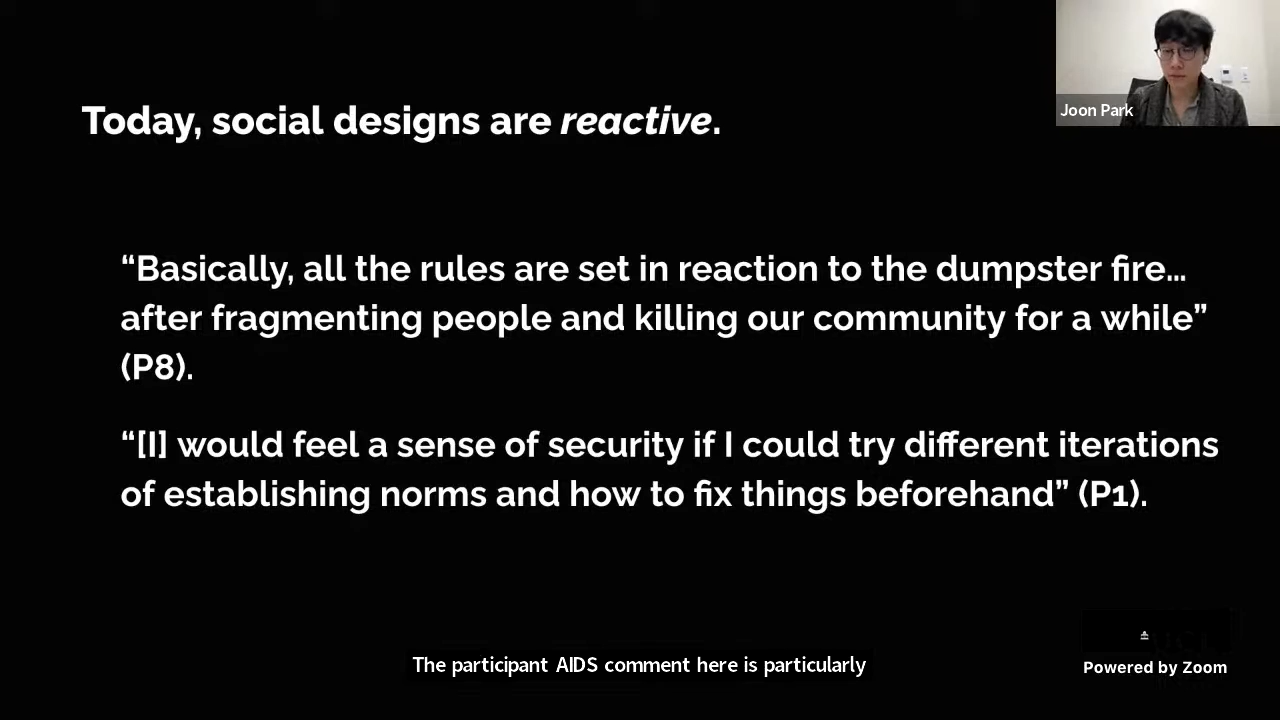 Joon Park
Today, social designs are reactive.
“Basically, all the rules are set in reaction to the dumpster fire…
after fragmenting people and killing our community for a while”
(P8).
“[I] would feel a sense of security if I could try different iterations
of establishing norms and how to fix things beforehand” (P1).
The participant AIDS comment here is particularly
Powered by Zoom